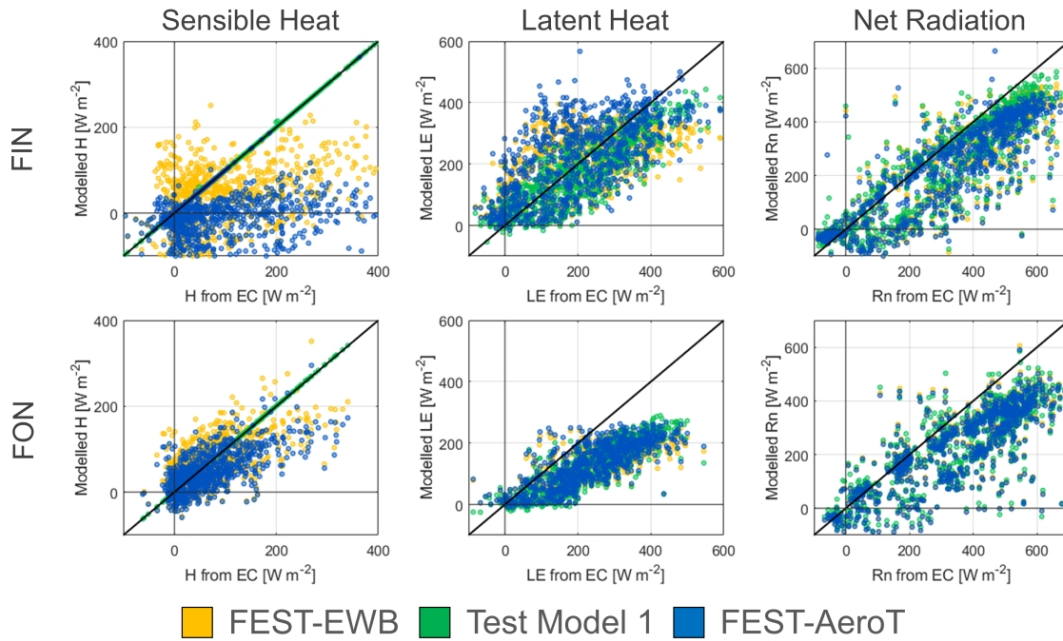 Sensible Heat Latent Heat Net Radiation
FIN
Modelled H [W m⁻²]
400
200
0
0 200 400
H from EC [W m⁻²]
Modelled LE [W m⁻²]
600
400
200
0
0 200 400 600
LE from EC [W m⁻²]
Modelled Rn [W m⁻²]
600
400
200
0
0 200 400 600
Rn from EC [W m⁻²]
FON
Modelled H [W m⁻²]
400
200
0
0 200 400
H from EC [W m⁻²]
Modelled LE [W m⁻²]
600
400
200
0
0 200 400 600
LE from EC [W m⁻²]
Modelled Rn [W m⁻²]
600
400
200
0
0 200 400 600
Rn from EC [W m⁻²]
FEST-EWB Test Model 1 FEST-AeroT